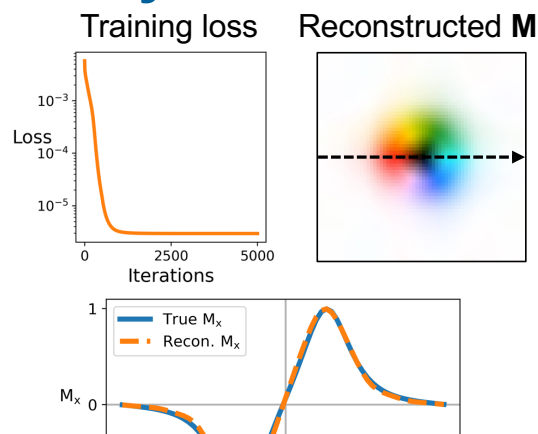 Training loss
Reconstructed M
Loss
10⁻³
10⁻⁴
10⁻⁵
0 2500 5000
Iterations
True Mₓ
Recon. Mₓ
1
Mₓ
0